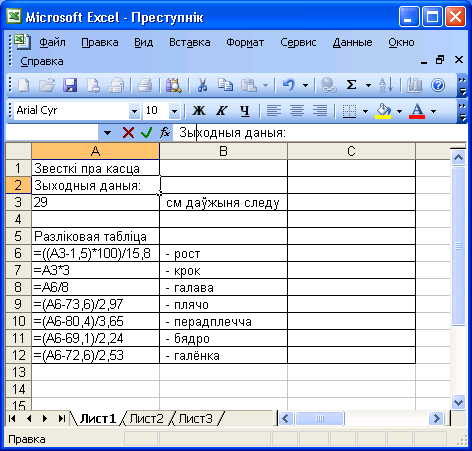 Microsoft Excel - Преступнік
Файл Правка Вид Вставка Формат Сервис Данные Окно
Справка
Arial Cyr 10 Ж К Ч
Зыходныя даныя:
A B C
1 Звесткі пра касца
2 Зыходныя даныя:
3 29 см даўжыня следу
4
5 Разліковая табліца
6 =((A3-1,5)*100)/15,8 - рост
7 =A3*3 - крок
8 =A6/8 - галава
9 =(A6-73,6)/2,97 - плячо
10 =(A6-80,4)/3,65 - перадплечча
11 =(A6-69,1)/2,24 - бядро
12 =(A6-72,6)/2,53 - галёнка
13
14
15
Лист1 Лист2 Лист3
Правка